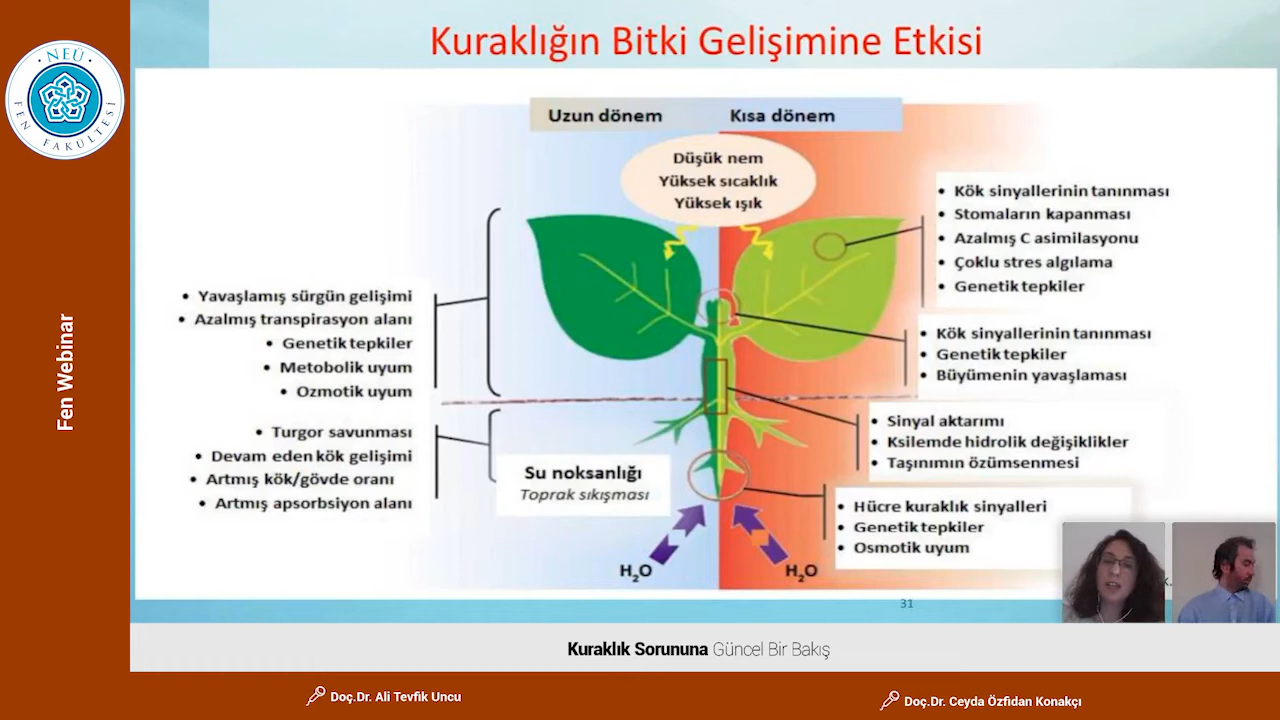 Kuraklığın Bitki Gelişimine Etkisi
NEÜ
FEN FAKÜLTESİ
Fen Webinar
Uzun dönem
Kısa dönem
Düşük nem
Yüksek sıcaklık
Yüksek ışık
• Yavaşlamış sürgün gelişimi
• Azalmış transpirasyon alanı
• Genetik tepkiler
• Metobolik uyum
• Ozmotik uyum
• Turgor savunması
• Devam eden kök gelişimi
• Artmış kök/gövde oranı
• Artmış apsorbsiyon alanı
Su noksanlığı
Toprak sıkışması
H₂O
H₂O
• Kök sinyallerinin tanınması
• Stomaların kapanması
• Azalmış C asimilasyonu
• Çoklu stres algılama
• Genetik tepkiler
• Kök sinyallerinin tanınması
• Genetik tepkiler
• Büyümenin yavaşlaması
• Sinyal aktarımı
• Ksilemde hidrolik değişiklikler
• Taşınımın özümsenmesi
• Hücre kuraklık sinyalleri
• Genetik tepkiler
• Osmotik uyum
31
Kuraklık Sorununa Güncel Bir Bakış
Doç.Dr. Ali Tevfik Uncu
Doç.Dr. Ceyda Özfidan Konakçı